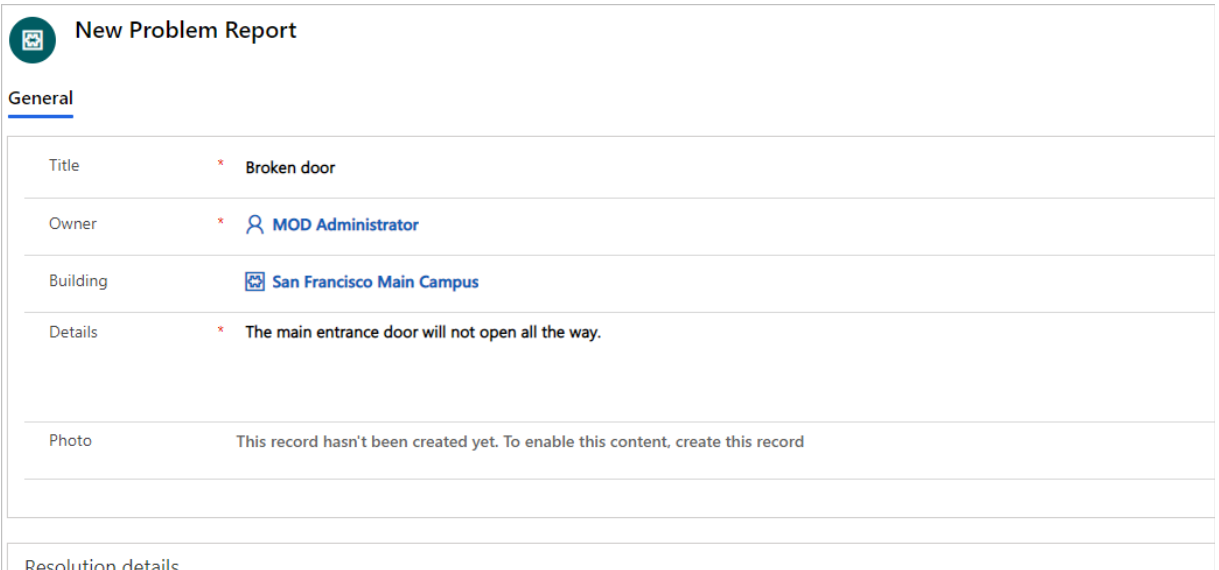 New Problem Report
General
Title * Broken door
Owner * MOD Administrator
Building San Francisco Main Campus
Details * The main entrance door will not open all the way.
Photo This record hasn't been created yet. To enable this content, create this record
Resolution details